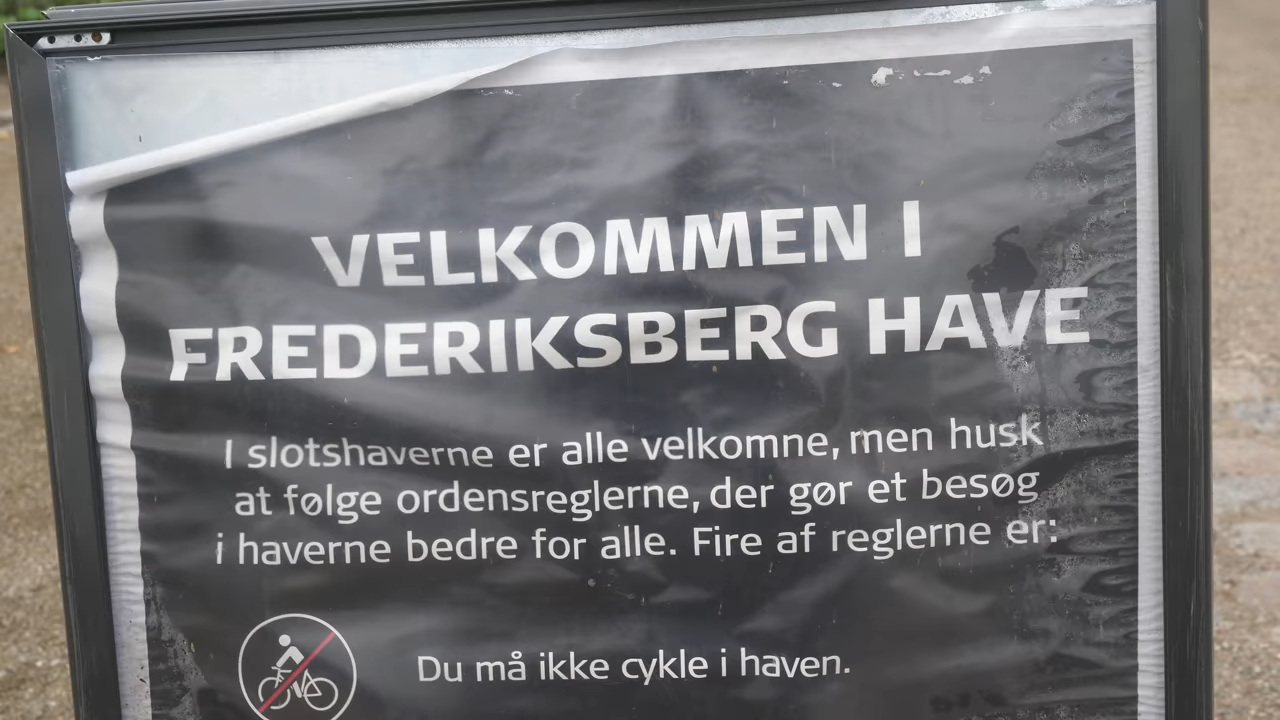 VELKOMMEN I
FREDERIKSBERG HAVE
I slotshaverne er alle velkomne, men husk
at følge ordensreglerne, der gør et besøg
i haverne bedre for alle. Fire af reglerne er:
Du må ikke cykle i haven.